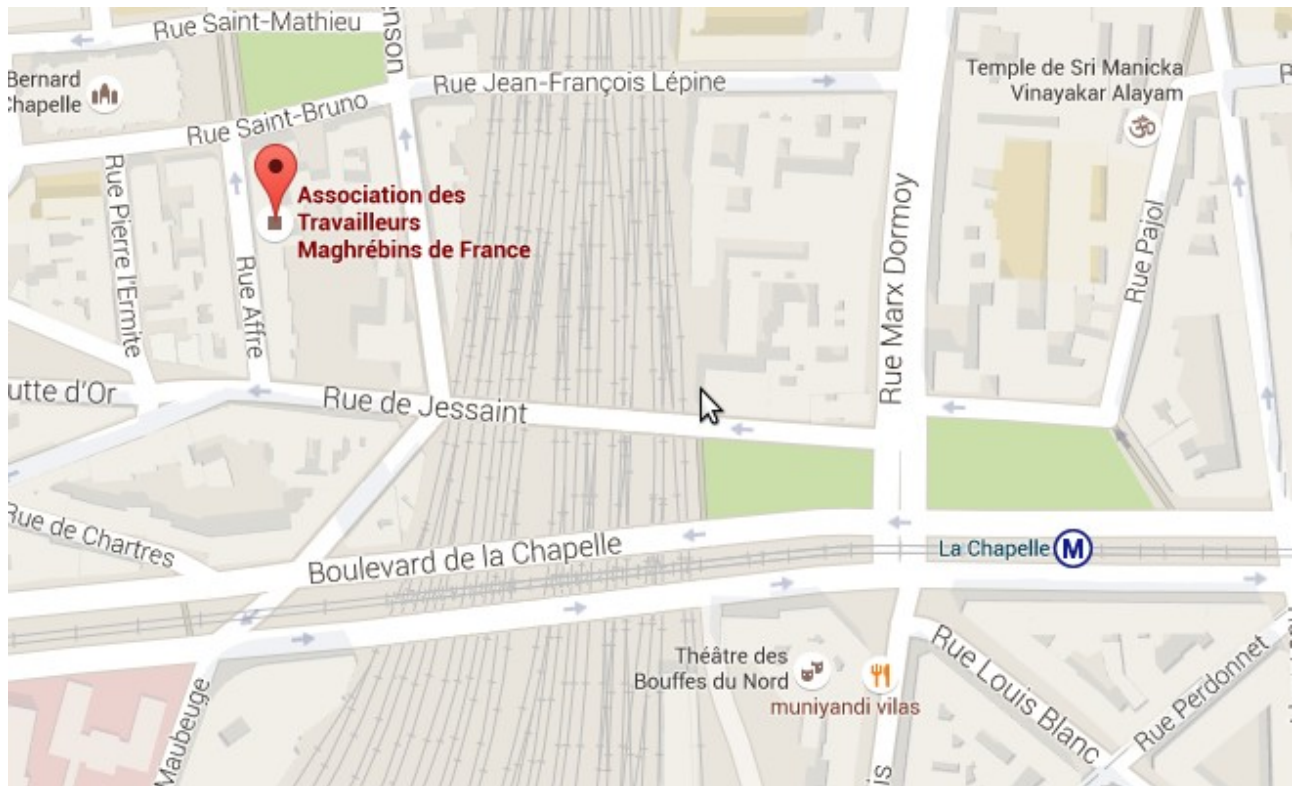 Rue Saint-Mathieu
enson
Bernard
Chapelle
Rue Jean-François Lépine
Temple de Sri Manicka
Vinayakar Alayam
Rue Saint-Bruno
Rue Pierre l'Ermite
Association des
Travailleurs
Maghrébins de France
Rue Affre
Rue Marx Dormoy
Rue Pajol
utte d'Or
Rue de Jessaint
Rue de Chartres
Boulevard de la Chapelle
La Chapelle M
Théâtre des
Bouffes du Nord
muniyandi vilas
Rue Louis Blanc
Rue Perdonnet
Maubeuge
is